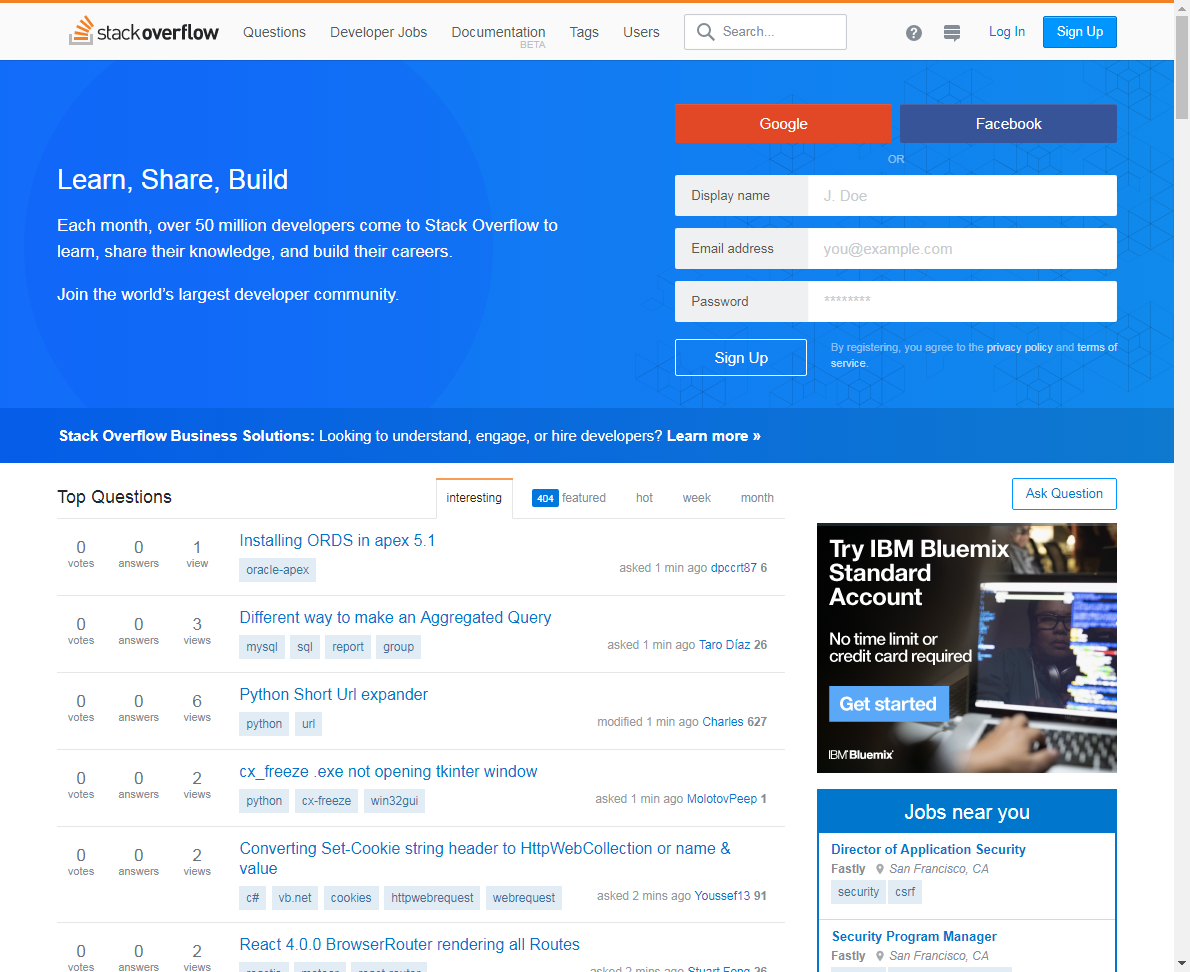 stackoverflow Questions Developer Jobs Documentation Tags Users Search... Log In Sign Up
BETA
Google Facebook
OR
Learn, Share, Build
Each month, over 50 million developers come to Stack Overflow to
learn, share their knowledge, and build their careers.
Join the world's largest developer community.
Display name J. Doe
Email address you@example.com
Password ********
Sign Up
By registering, you agree to the privacy policy and terms of
service.
Stack Overflow Business Solutions: Looking to understand, engage, or hire developers? Learn more »
Top Questions interesting 404 featured hot week month
Ask Question
0 votes 0 answers 1 view
Installing ORDS in apex 5.1
oracle-apex
asked 1 min ago dpccrt87 6
0 votes 0 answers 3 views
Different way to make an Aggregated Query
mysql sql report group
asked 1 min ago Taro Díaz 26
0 votes 0 answers 6 views
Python Short Url expander
python url
modified 1 min ago Charles 627
0 votes 0 answers 2 views
cx_freeze .exe not opening tkinter window
python cx-freeze win32gui
asked 1 min ago MolotovPeep 1
0 votes 0 answers 2 views
Converting Set-Cookie string header to HttpWebCollection or name &
value
c# vb.net cookies httpwebrequest webrequest
asked 2 mins ago Youssef13 91
0 votes 0 answers 2 views
React 4.0.0 BrowserRouter rendering all Routes
asked 2 mins ago
Try IBM Bluemix
Standard
Account
No time limit or
credit card required
Get started
IBM Bluemix
Jobs near you
Director of Application Security
Fastly San Francisco, CA
security csrf
Security Program Manager
Fastly San Francisco, CA